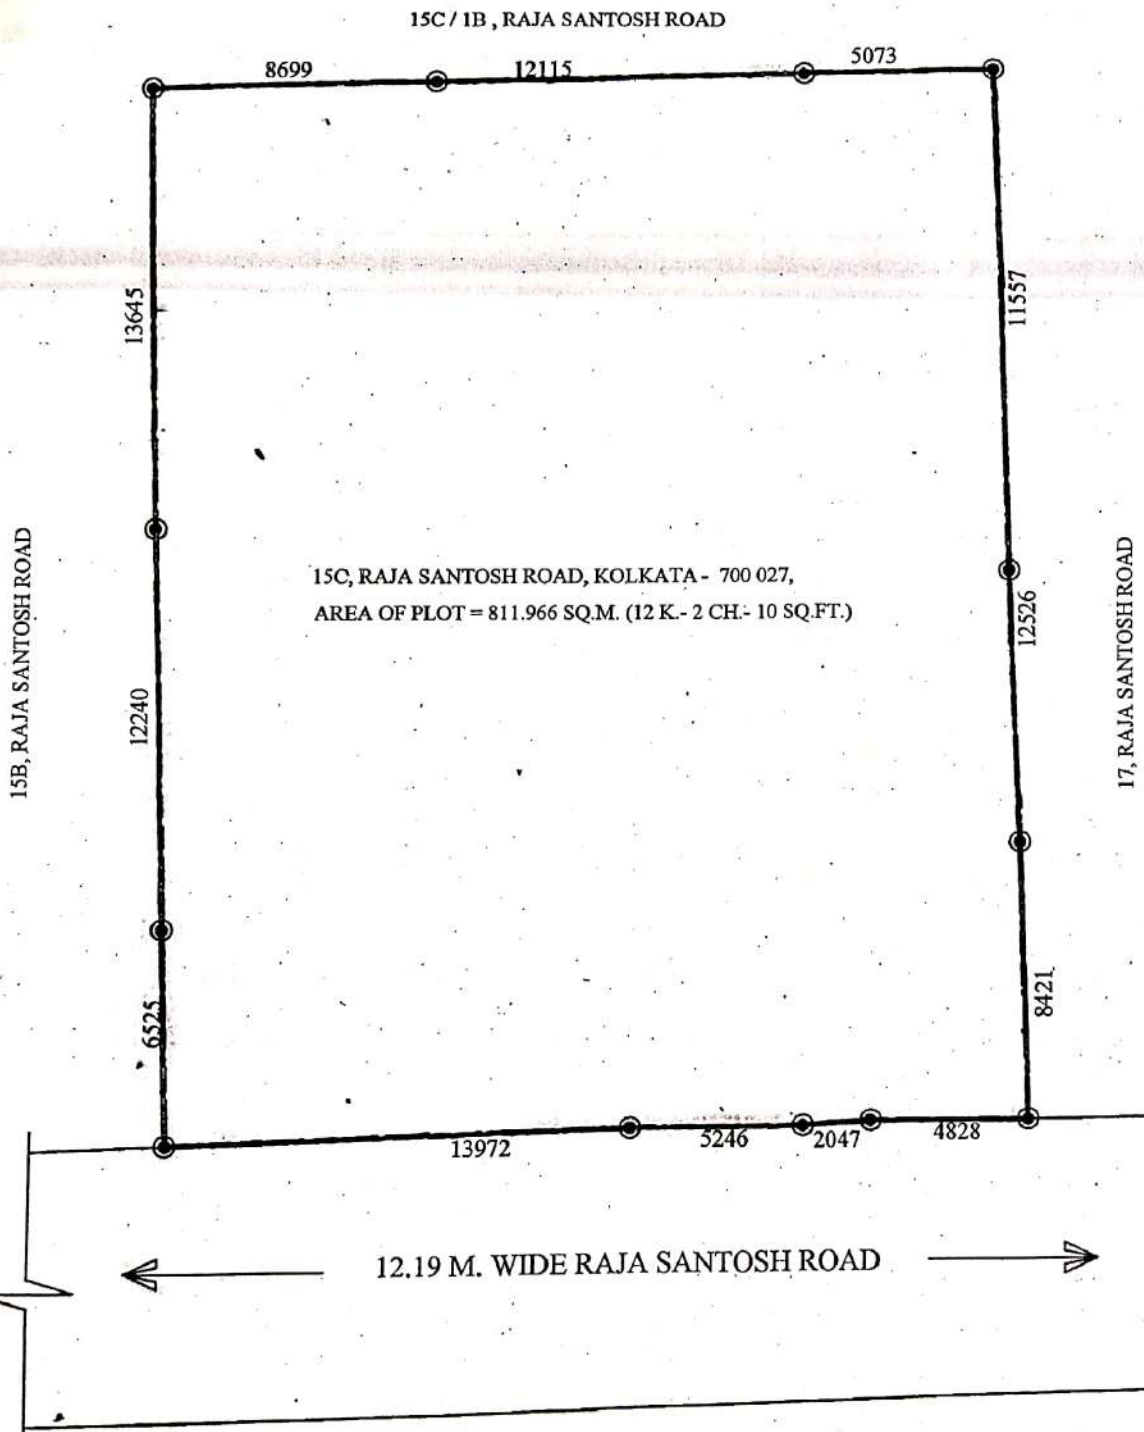 15C / 1B , RAJA SANTOSH ROAD
8699
12115
5073
13645
11557
15B, RAJA SANTOSH ROAD
15C, RAJA SANTOSH ROAD, KOLKATA - 700 027,
AREA OF PLOT = 811.966 SQ.M. (12 K.- 2 CH.- 10 SQ.FT.)
12526
17, RAJA SANTOSH ROAD
12240
6525
8421
13972
5246
2047
4828
12.19 M. WIDE RAJA SANTOSH ROAD